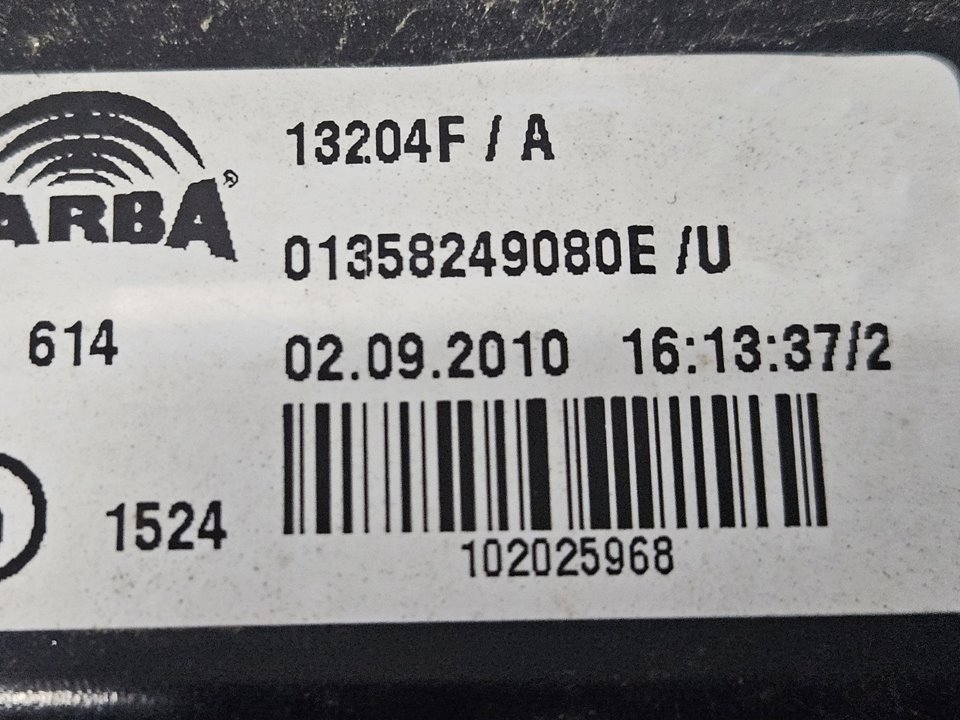 ARBA®
13204F / A
01358249080E /U
614
02.09.2010 16:13:37/2
1524
102025968